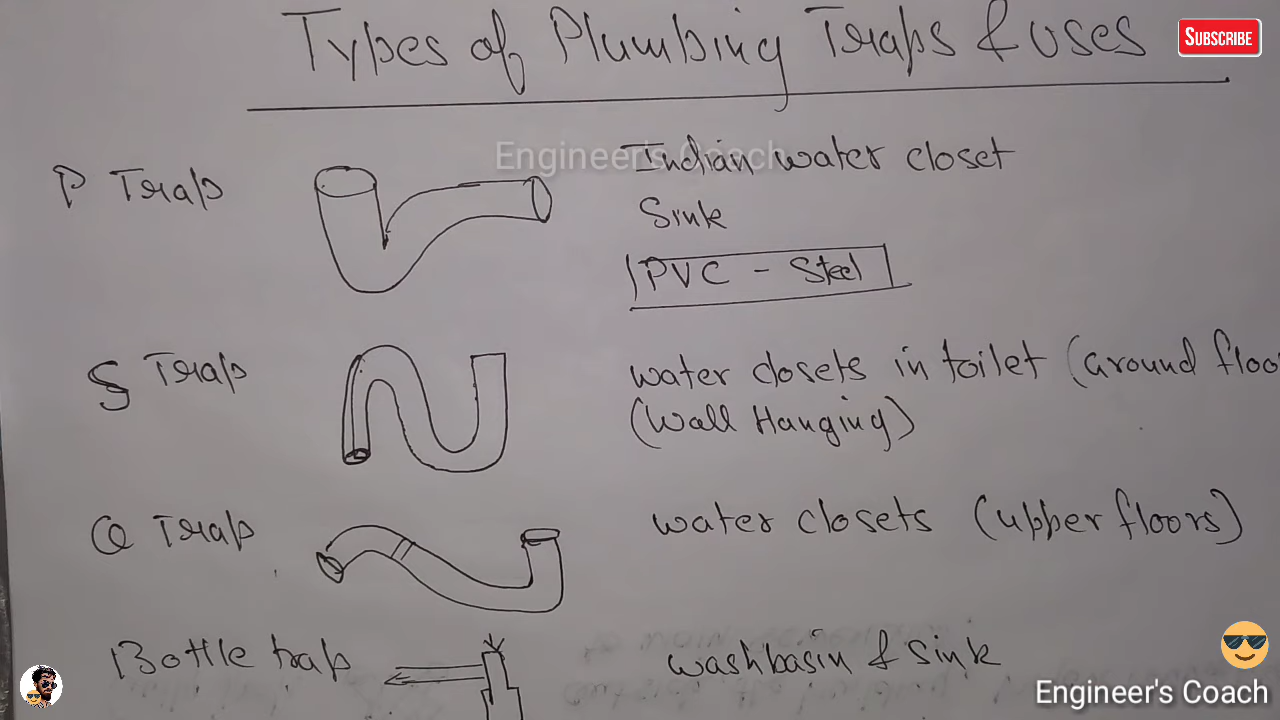 Types of Plumbing Traps & uses
SUBSCRIBE
Engineer's Coach
P Trap
Indian water closet
Sink
PVC - Steel
S Trap
water closets in toilet (Ground floo
(Wall Hanging)
Q Trap
water closets (upper floors)
Bottle trap
washbasin & sink
Engineer's Coach